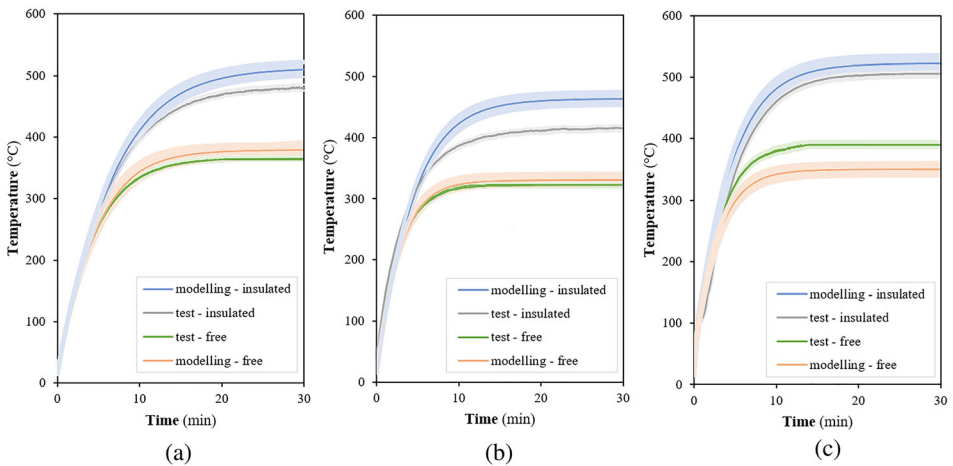 600
500
400
300
200
100
0
0 10 20 30
Temperature (°C)
Time (min)
modelling - insulated
test - insulated
test - free
modelling - free
(a)
600
500
400
300
200
100
0
0 10 20 30
Temperature (°C)
Time (min)
modelling - insulated
test - insulated
test - free
modelling - free
(b)
600
500
400
300
200
100
0
0 10 20 30
Temperature (°C)
Time (min)
modelling - insulated
test - insulated
test - free
modelling - free
(c)